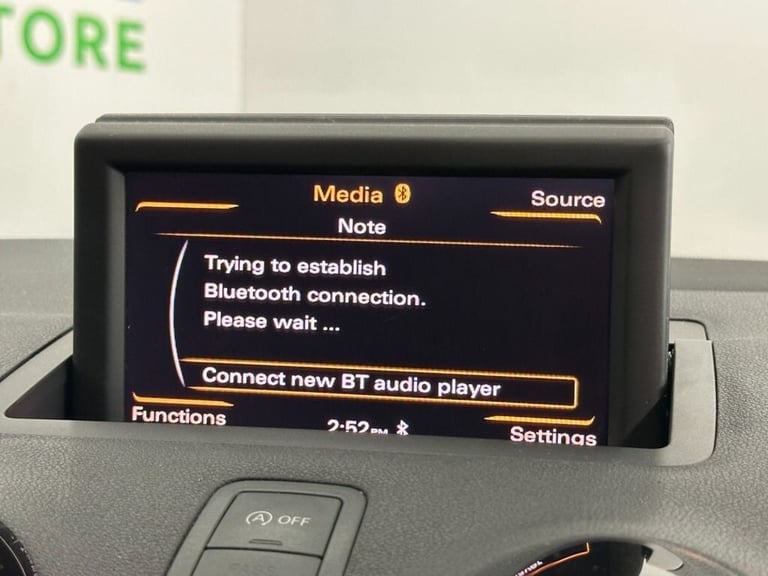 TORE
Media
Source
Note
Trying to establish
Bluetooth connection.
Please wait ...
Connect new BT audio player
Functions
2:52PM
Settings
A OFF